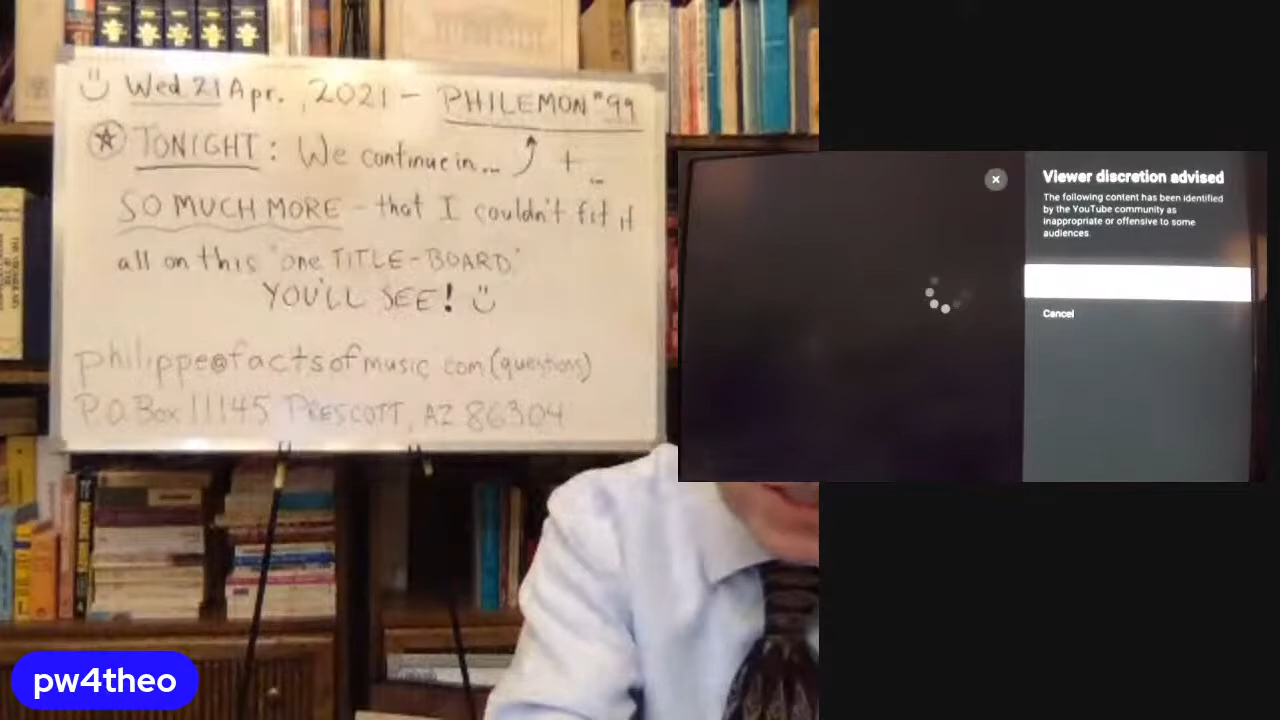 Wed 21 Apr., 2021 - PHILEMON #99
TONIGHT: We continue in... +...
SO MUCH MORE - that I couldn't fit it
all on this "one TITLE-BOARD."
YOU'LL SEE!
philippe@factsofmusic.com (questions)
P.O. Box 11145 PRESCOTT, AZ 86304
Viewer discretion advised
The following content has been identified
by the YouTube community as
inappropriate or offensive to some
audiences.
Cancel
pw4theo